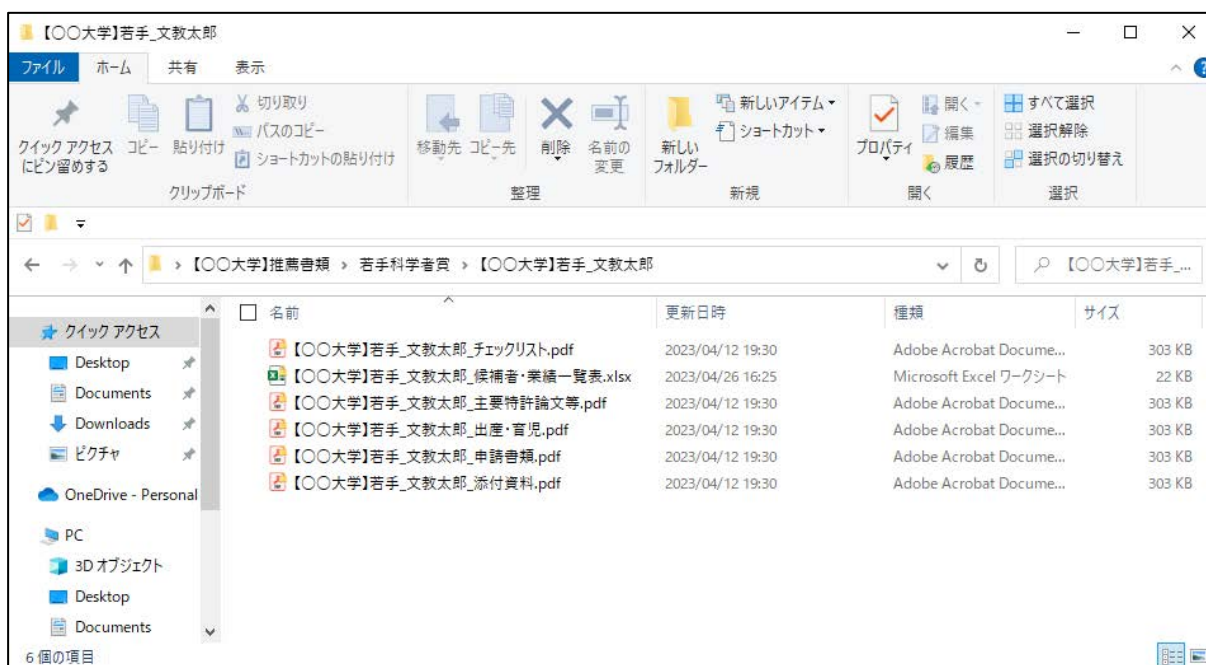 【〇〇大学】若手_文教太郎
ファイル ホーム 共有 表示
クイック アクセス
にピン留めする
コピー
貼り付け
切り取り
パスのコピー
ショートカットの貼り付け
クリップボード
移動先 コピー先 削除 名前の
変更
整理
新しい
フォルダー
新しいアイテム
ショートカット
新規
プロパティ
開く
編集
履歴
開く
すべて選択
選択解除
選択の切り替え
選択
【〇〇大学】推薦書類 › 若手科学者賞 › 【〇〇大学】若手_文教太郎
【〇〇大学】若手_...
名前 更新日時 種類 サイズ
【〇〇大学】若手_文教太郎_チェックリスト.pdf 2023/04/12 19:30 Adobe Acrobat Docume... 303 KB
【〇〇大学】若手_文教太郎_候補者・業績一覧表.xlsx 2023/04/26 16:25 Microsoft Excel ワークシート 22 KB
【〇〇大学】若手_文教太郎_主要特許論文等.pdf 2023/04/12 19:30 Adobe Acrobat Docume... 303 KB
【〇〇大学】若手_文教太郎_出産・育児.pdf 2023/04/12 19:30 Adobe Acrobat Docume... 303 KB
【〇〇大学】若手_文教太郎_申請書類.pdf 2023/04/12 19:30 Adobe Acrobat Docume... 303 KB
【〇〇大学】若手_文教太郎_添付資料.pdf 2023/04/12 19:30 Adobe Acrobat Docume... 303 KB
クイック アクセス
Desktop
Documents
Downloads
ピクチャ
OneDrive - Personal
PC
3D オブジェクト
Desktop
Documents
6 個の項目